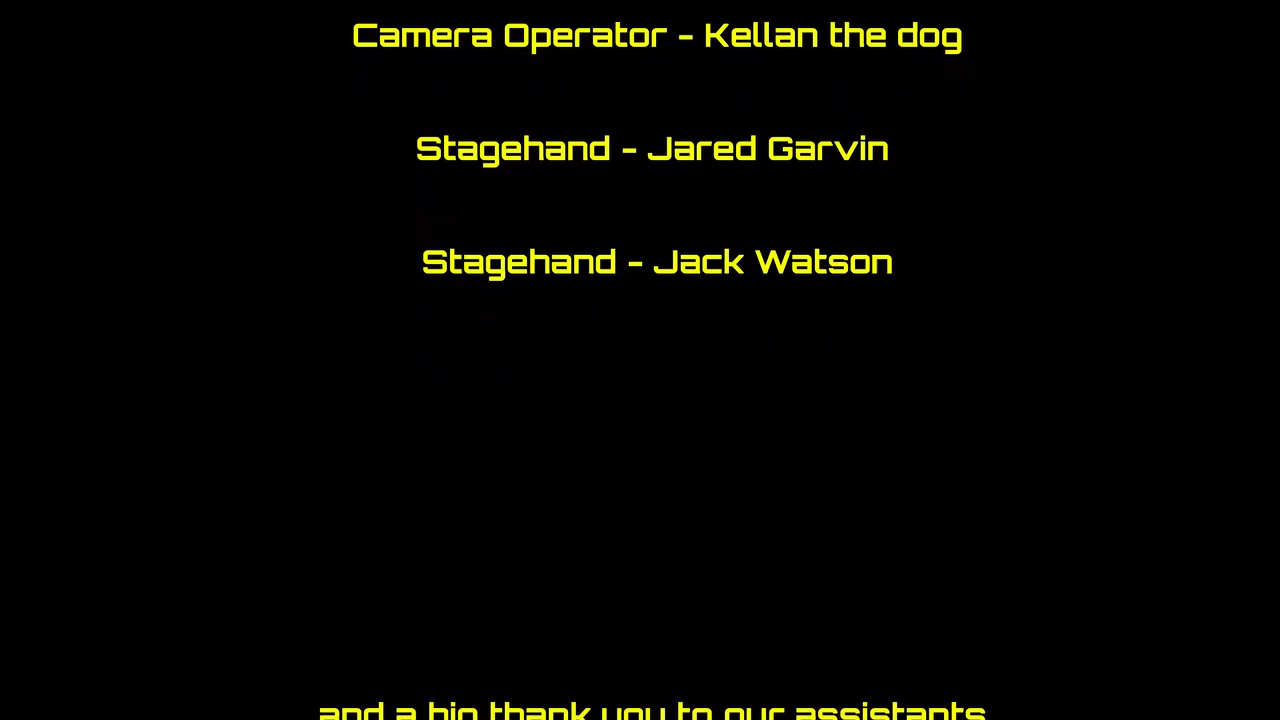 Camera Operator - Kellan the dog
Stagehand - Jared Garvin
Stagehand - Jack Watson
and a big thank you to our assistants